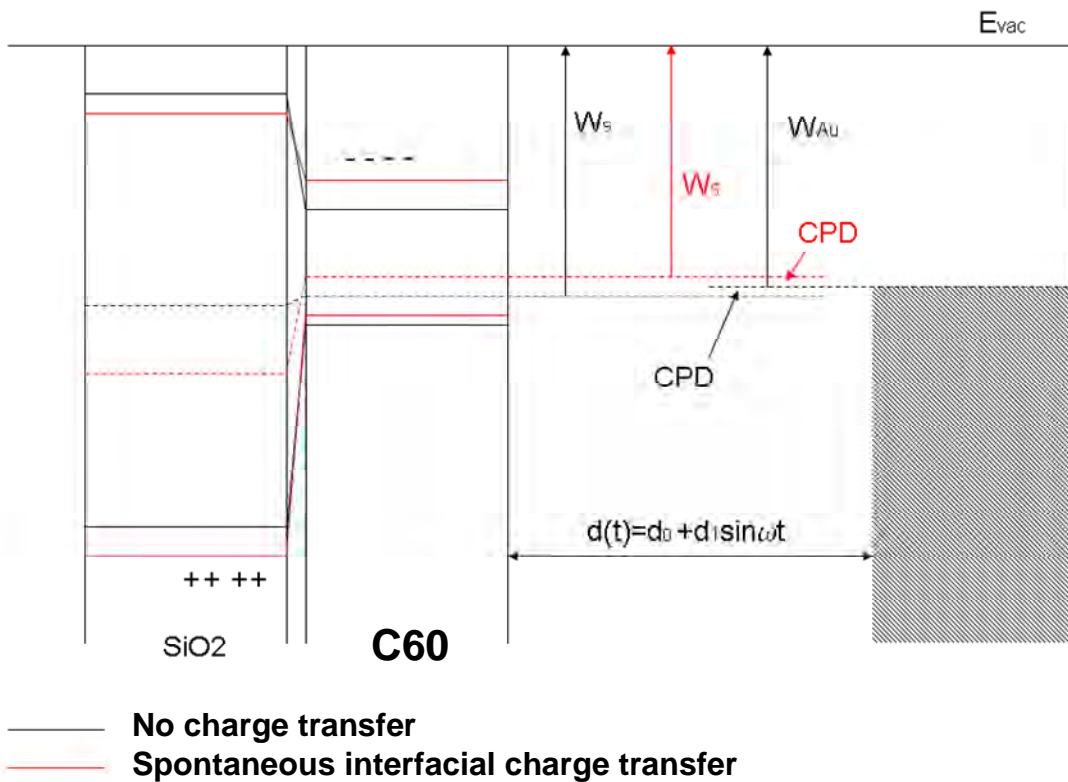 Evac
Ws
WAu
- - - -
Ws
CPD
CPD
d(t)=d0+d1sinωt
++ ++
SiO2
C60
No charge transfer
Spontaneous interfacial charge transfer